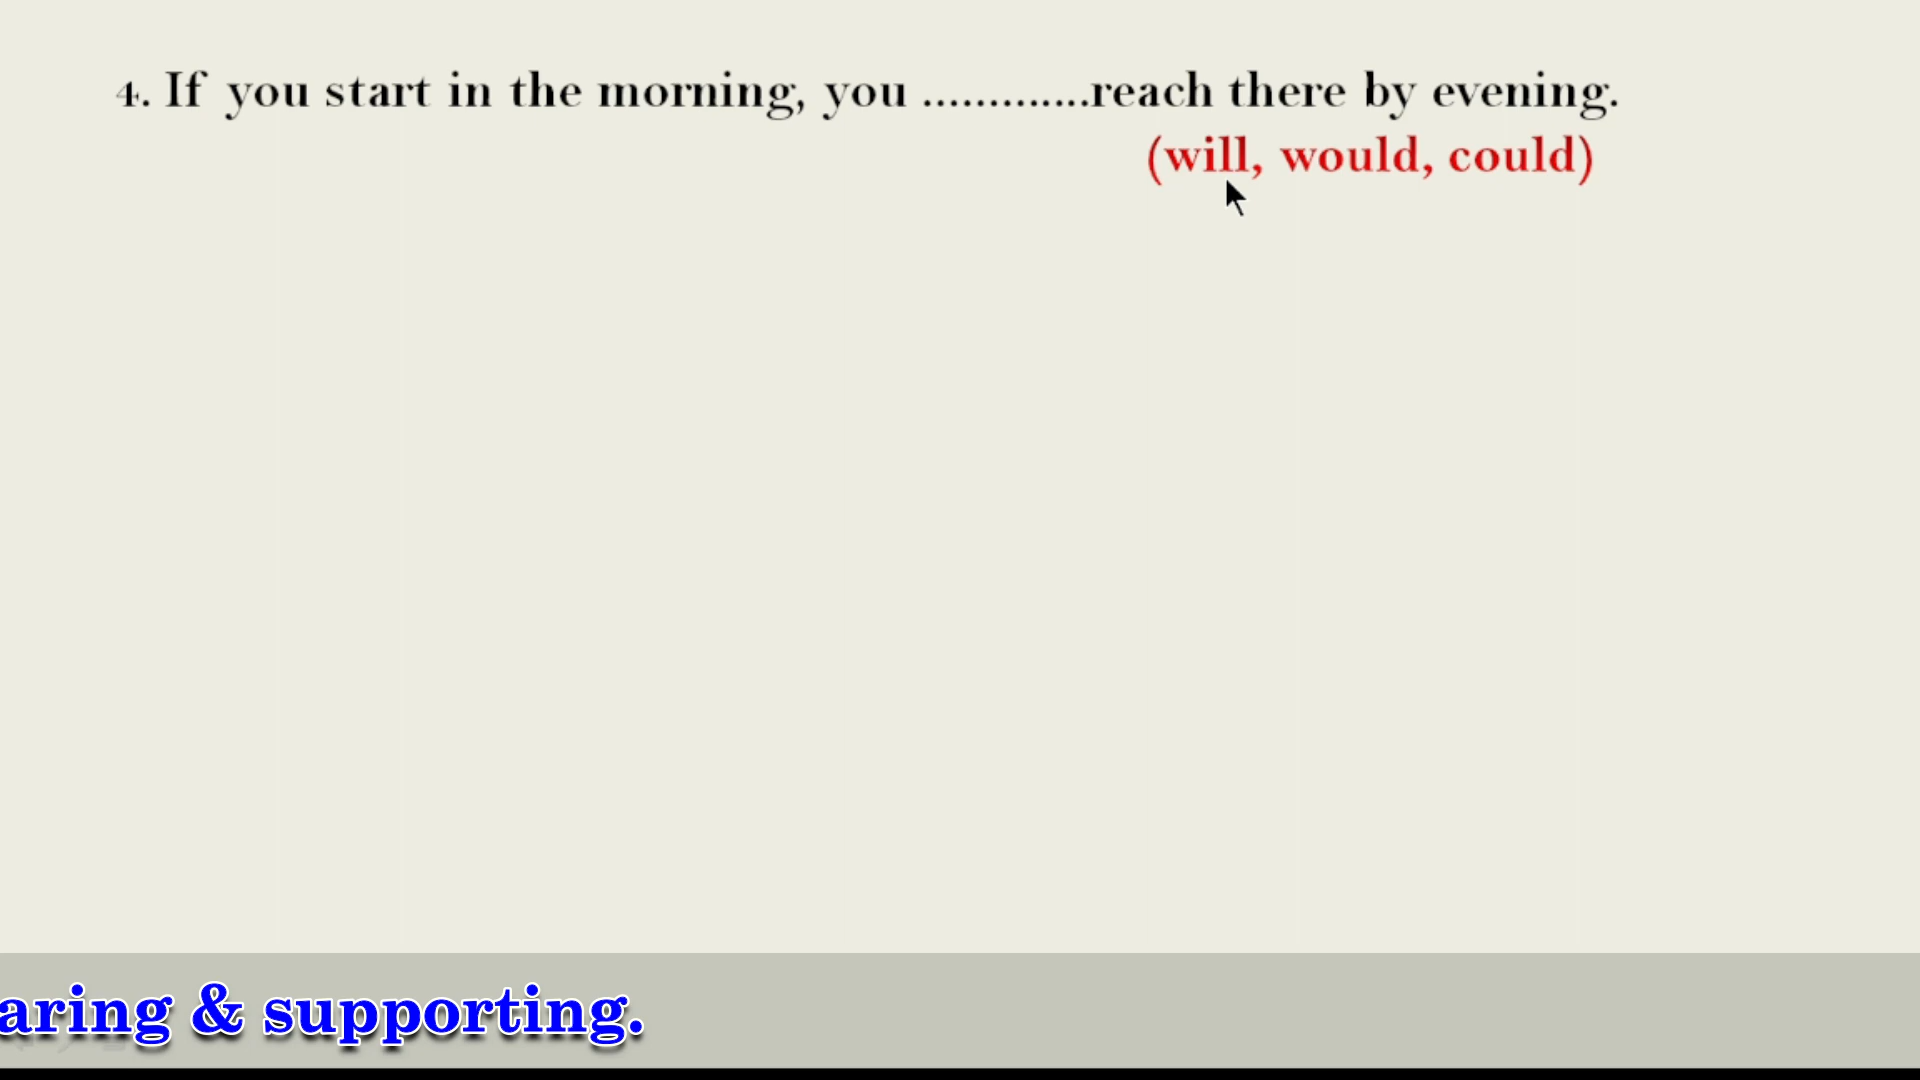 4. If you start in the morning, you .............reach there by evening.
(will, would, could)
aring & supporting.